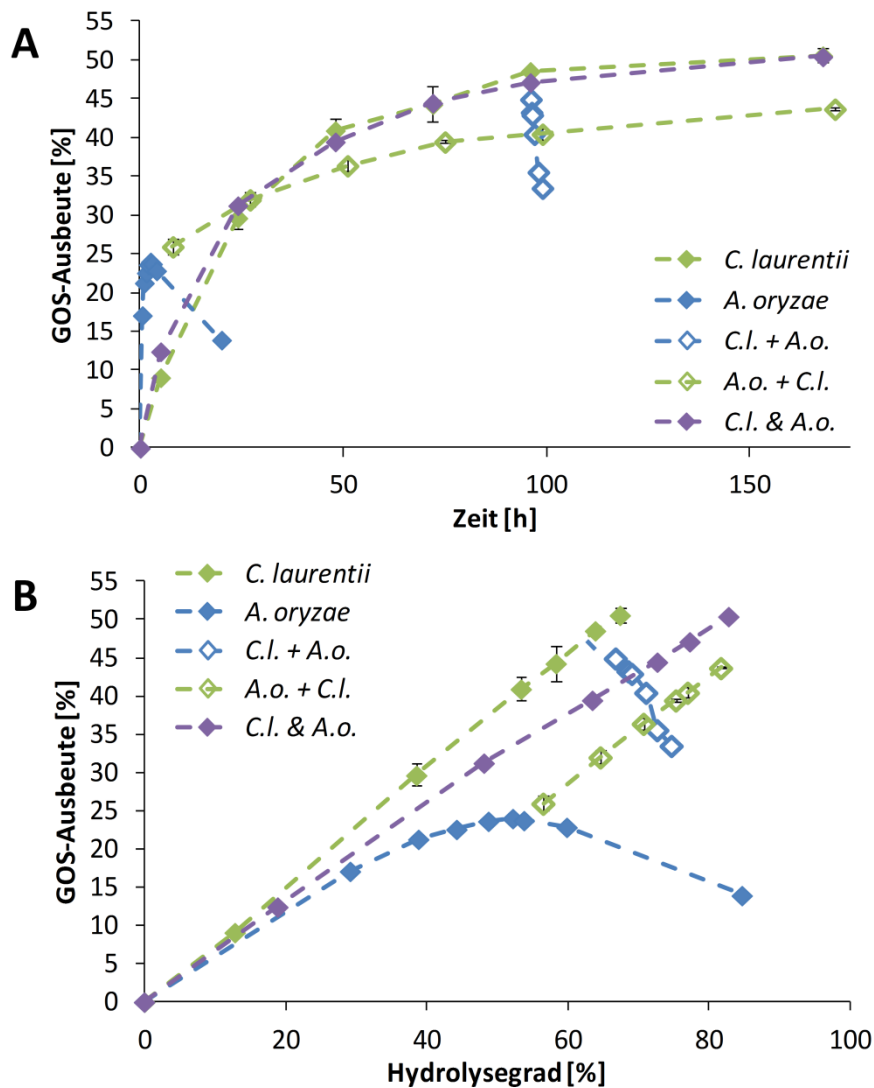 A
GOS-Ausbeute [%]
55
50
45
40
35
30
25
20
15
10
5
0
0
50
100
150
Zeit [h]
C. laurentii
A. oryzae
C.l. + A.o.
A.o. + C.l.
C.l. & A.o.
B
C. laurentii
A. oryzae
C.l. + A.o.
A.o. + C.l.
C.l. & A.o.
GOS-Ausbeute [%]
55
50
45
40
35
30
25
20
15
10
5
0
0
20
40
60
80
100
Hydrolysegrad [%]